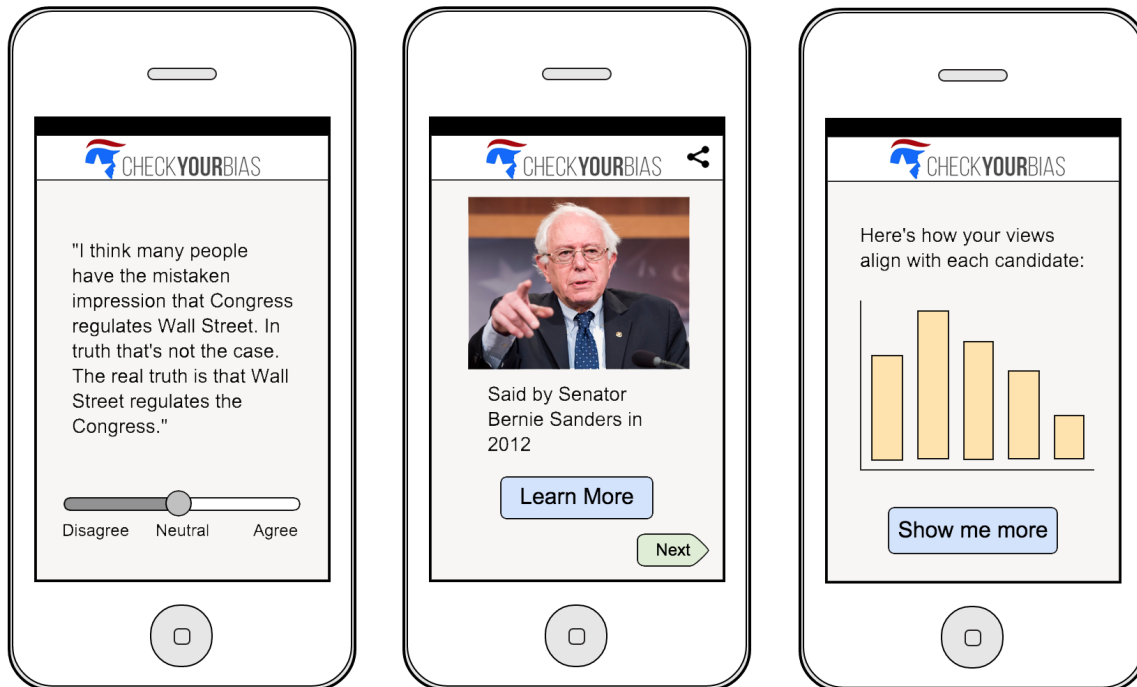 CHECKYOURBIAS
"I think many people
have the mistaken
impression that Congress
regulates Wall Street. In
truth that's not the case.
The real truth is that Wall
Street regulates the
Congress."
Disagree Neutral Agree
CHECKYOURBIAS
Said by Senator
Bernie Sanders in
2012
Learn More
Next
CHECKYOURBIAS
Here's how your views
align with each candidate:
Show me more